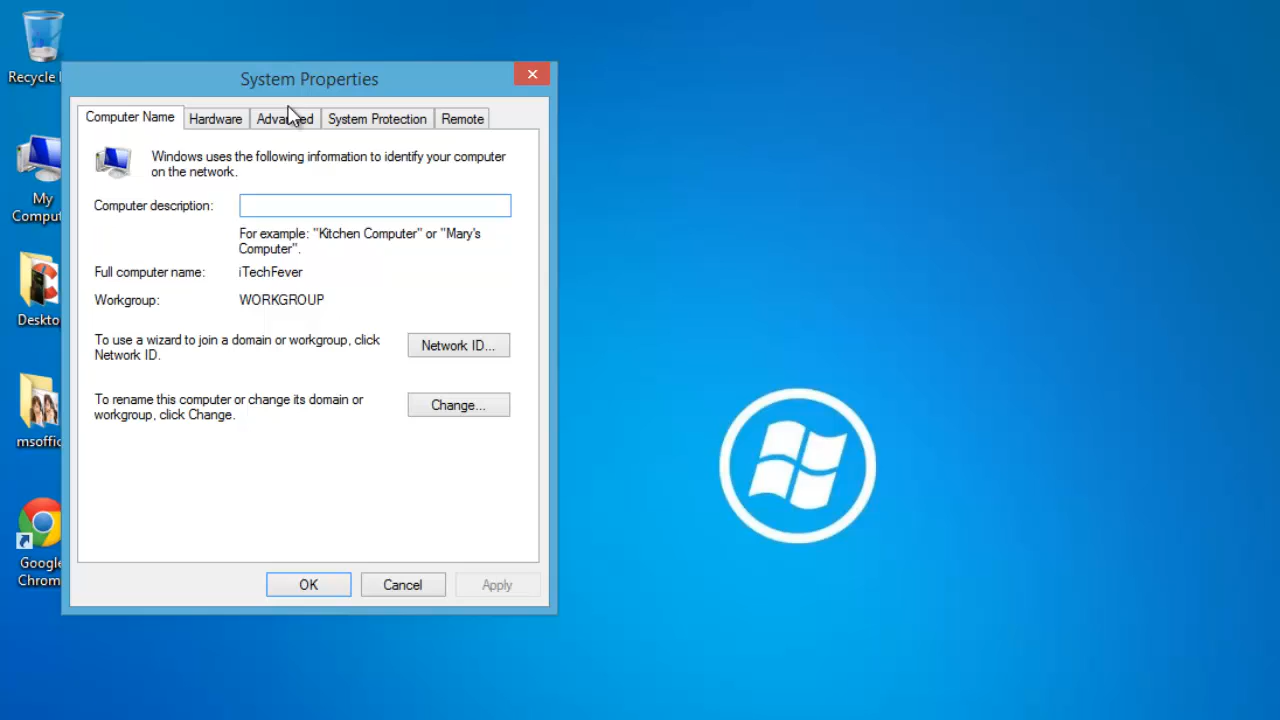 Recycle
System Properties
Computer Name
Hardware
Advanced
System Protection
Remote
Windows uses the following information to identify your computer
on the network.
Computer description:
For example: "Kitchen Computer" or "Mary's
Computer".
Full computer name:
iTechFever
Workgroup:
WORKGROUP
To use a wizard to join a domain or workgroup, click
Network ID.
Network ID...
To rename this computer or change its domain or
workgroup, click Change.
Change...
OK
Cancel
Apply
My
Comput
Deskto
msoffic
Google
Chrom